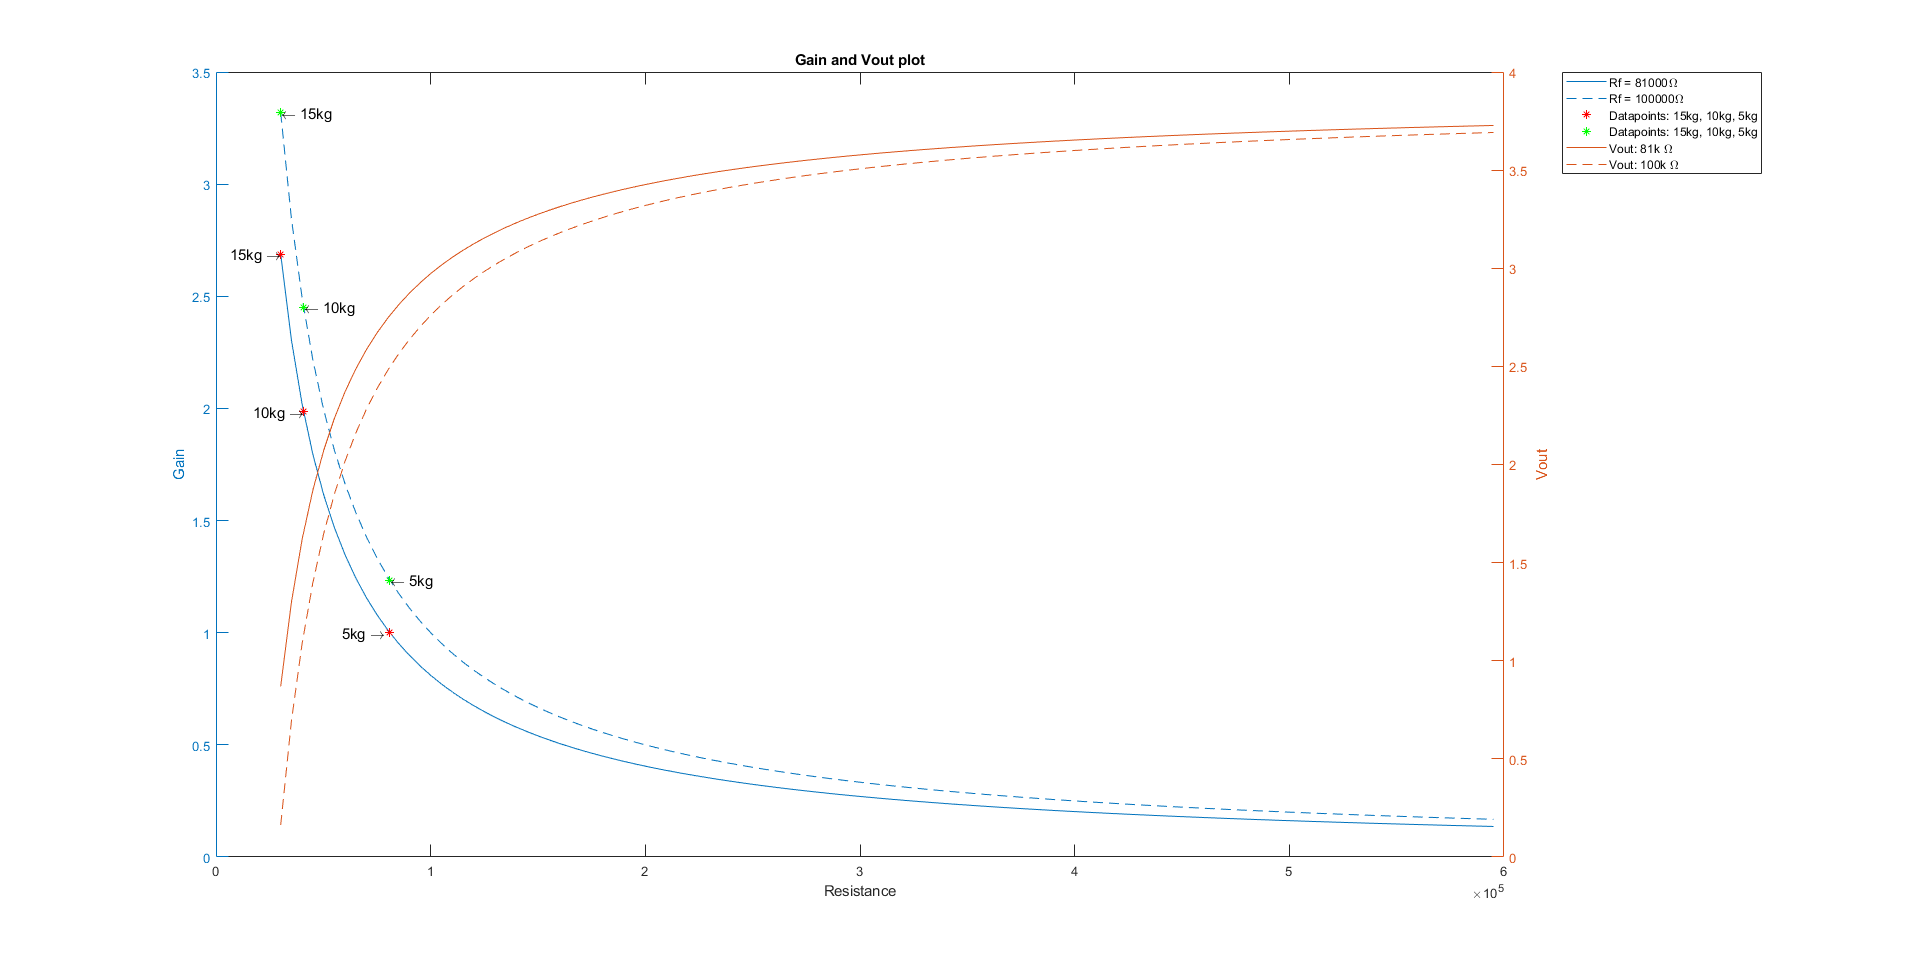 Gain and Vout plot
3.5
3
2.5
2
1.5
1
0.5
0
Gain
15kg
15kg
10kg
10kg
5kg
5kg
4
3.5
3
2.5
2
1.5
1
0.5
0
Vout
0 1 2 3 4 5 6
Resistance
×10^5
Rf = 81000Ω
Rf = 100000Ω
Datapoints: 15kg, 10kg, 5kg
Datapoints: 15kg, 10kg, 5kg
Vout: 81k Ω
Vout: 100k Ω